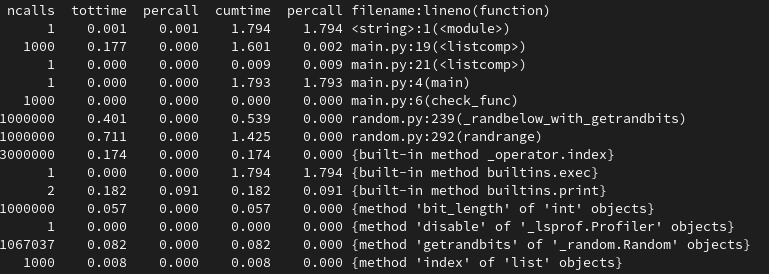 ncalls tottime percall cumtime percall filename:lineno(function)
1 0.001 0.001 1.794 1.794 <string>:1(<module>)
1000 0.177 0.000 1.601 0.002 main.py:19(<listcomp>)
1 0.000 0.000 0.009 0.009 main.py:21(<listcomp>)
1 0.000 0.000 1.793 1.793 main.py:4(main)
1000 0.000 0.000 0.000 0.000 main.py:6(check_func)
1000000 0.401 0.000 0.539 0.000 random.py:239(_randbelow_with_getrandbits)
1000000 0.711 0.000 1.425 0.000 random.py:292(randrange)
3000000 0.174 0.000 0.174 0.000 {built-in method _operator.index}
1 0.000 0.000 1.794 1.794 {built-in method builtins.exec}
2 0.182 0.091 0.182 0.091 {built-in method builtins.print}
1000000 0.057 0.000 0.057 0.000 {method 'bit_length' of 'int' objects}
1 0.000 0.000 0.000 0.000 {method 'disable' of '_lsprof.Profiler' objects}
1067037 0.082 0.000 0.082 0.000 {method 'getrandbits' of '_random.Random' objects}
1000 0.008 0.000 0.008 0.000 {method 'index' of 'list' objects}